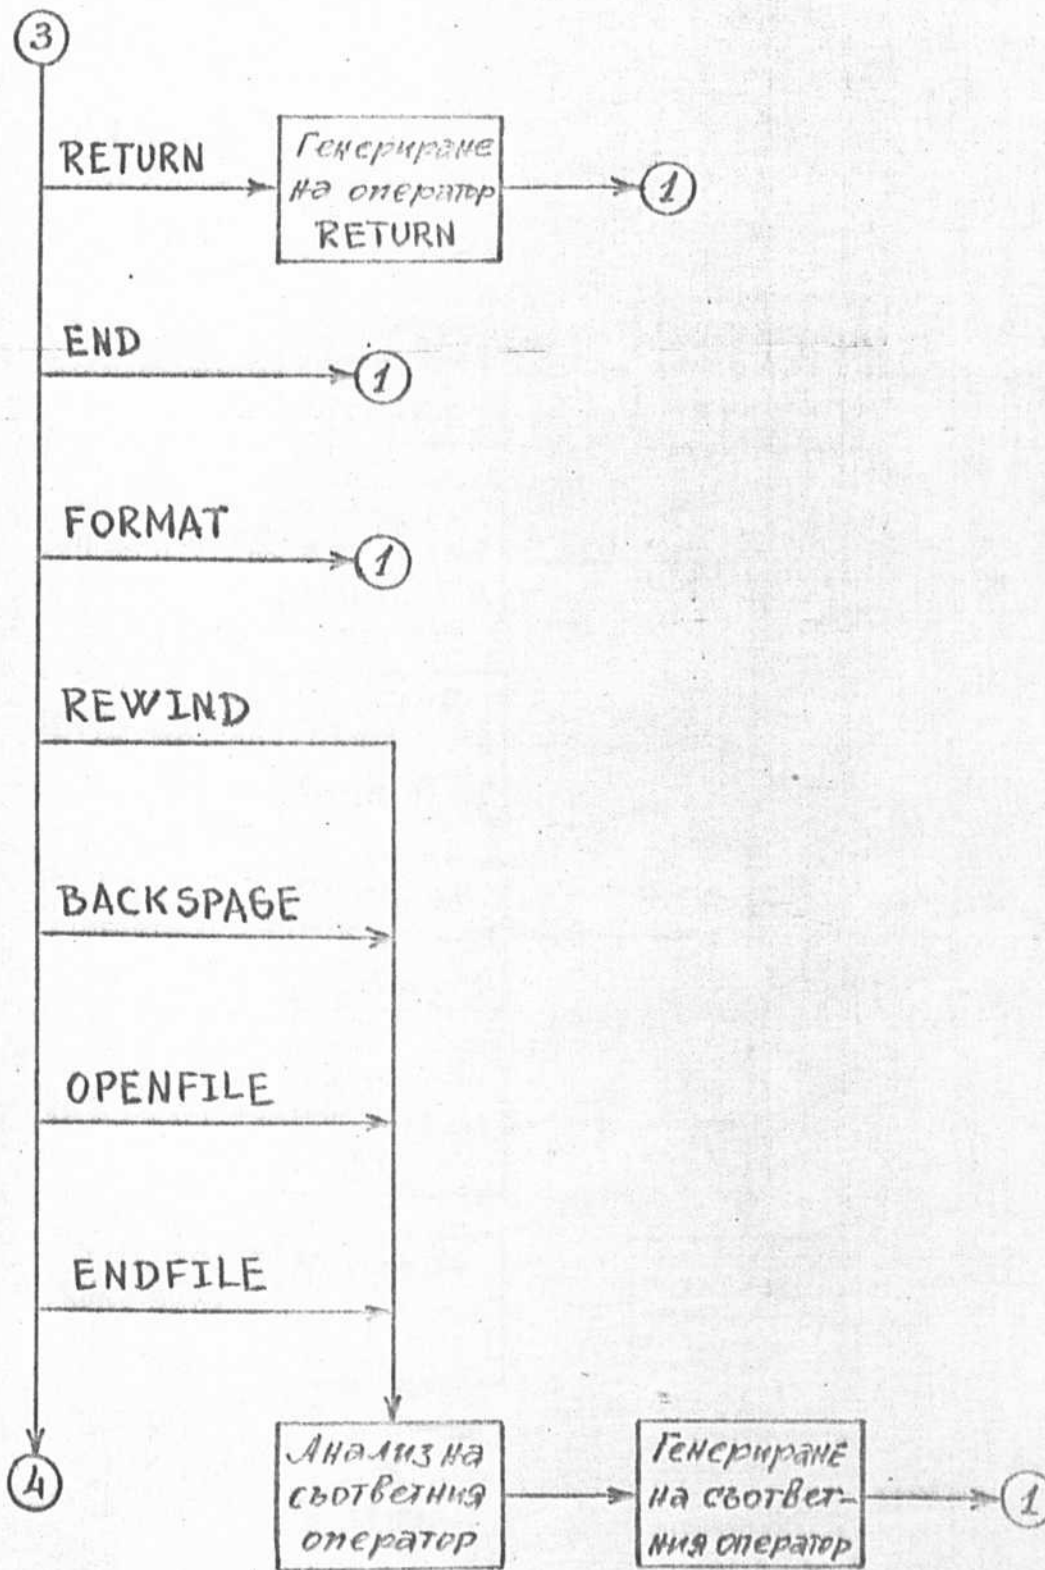 3
RETURN
Генериране
на оператор
RETURN
1
END
1
FORMAT
1
REWIND
BACKSPAGE
OPENFILE
ENDFILE
4
Анализ на
съответния
оператор
Генериране
на съответ-
ния оператор
1